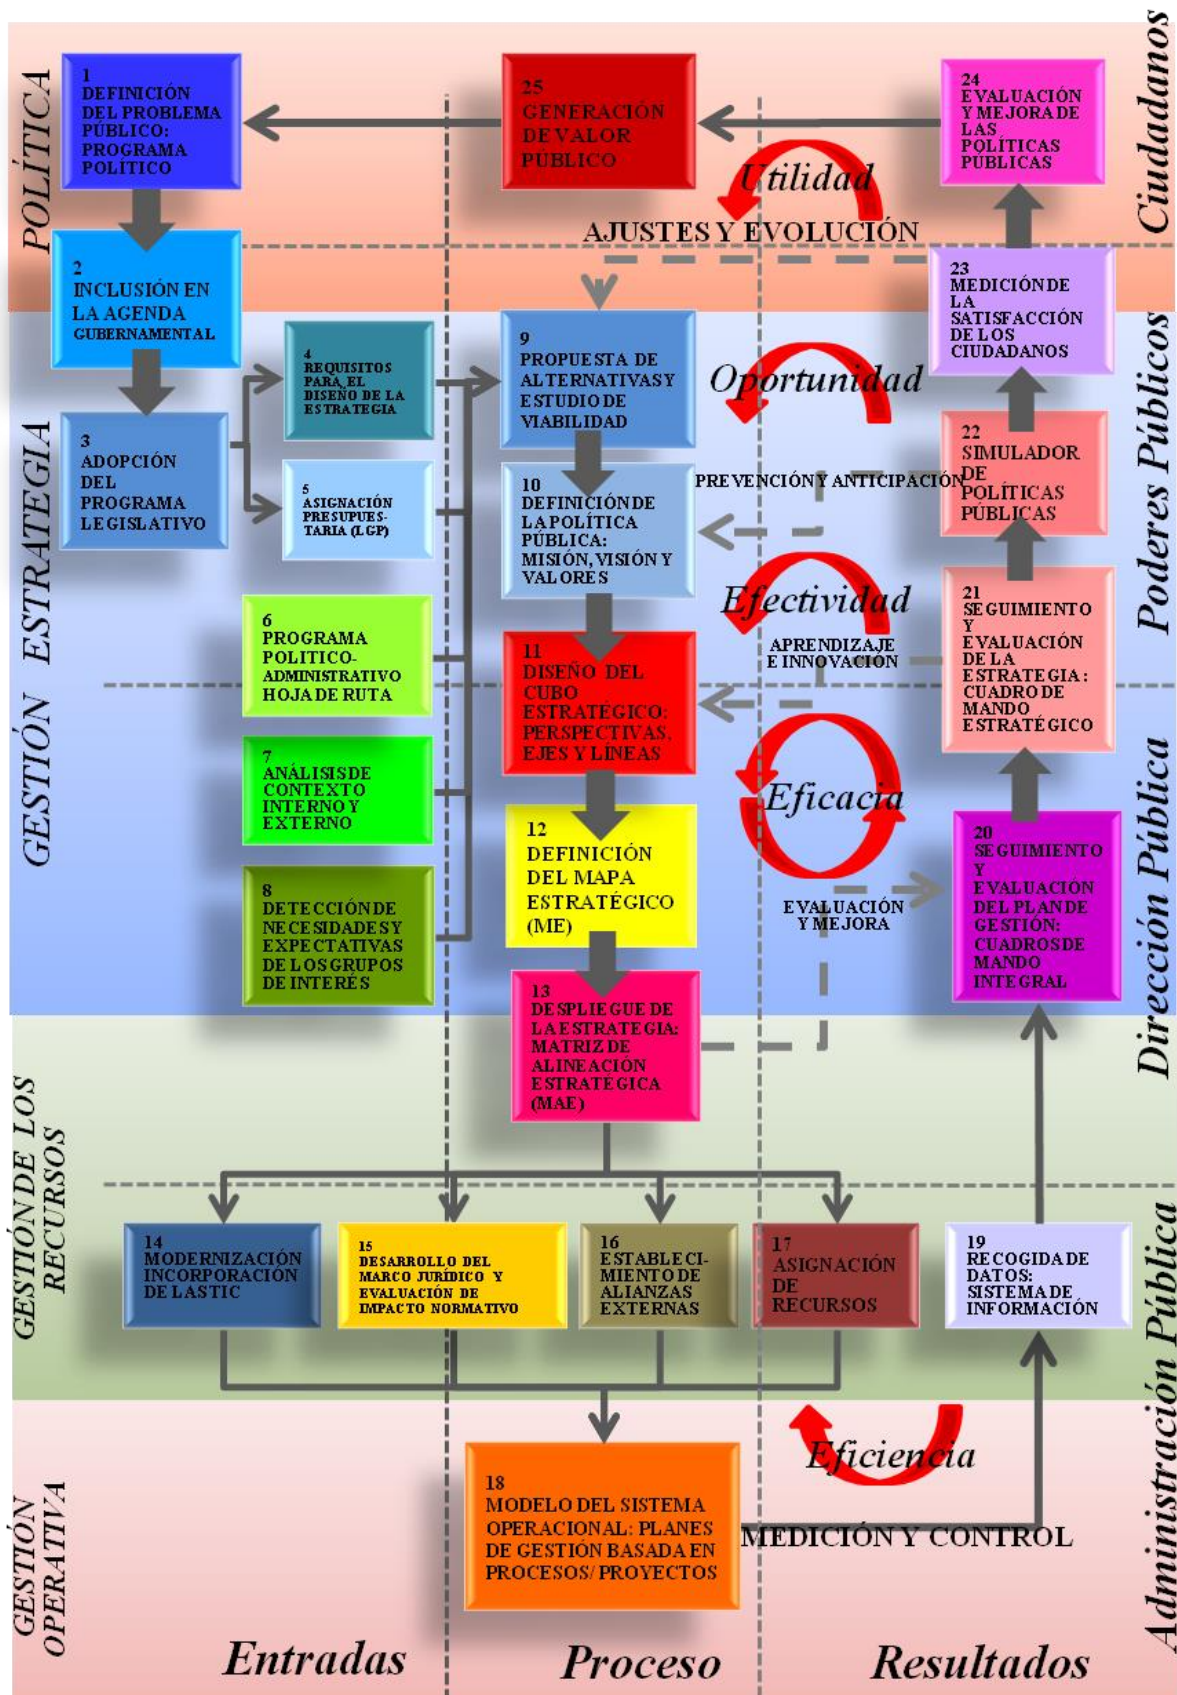 POLÍTICA
1
DEFINICIÓN
DEL PROBLEMA
PÚBLICO:
PROGRAMA
POLÍTICO
25
GENERACIÓN
DE VALOR
PÚBLICO
24
EVALUACIÓN
Y MEJORA DE
LAS
POLÍTICAS
PÚBLICAS
Ciudadanos
Utilidad
AJUSTES Y EVOLUCIÓN
2
INCLUSIÓN EN
LA AGENDA
GUBERNAMENTAL
23
MEDICIÓN DE
LA
SATISFACCIÓN
DE LOS
CIUDADANOS
GESTIÓN ESTRATEGIA
3
ADOPCIÓN
DEL
PROGRAMA
LEGISLATIVO
4
REQUISITOS
PARA EL
DISEÑO DE LA
ESTRATEGIA
5
ASIGNACIÓN
PRESUPUES-
TARIA (LGP)
6
PROGRAMA
POLITICO-
ADMINISTRATIVO
HOJA DE RUTA
7
ANÁLISIS DE
CONTEXTO
INTERNO Y
EXTERNO
8
DETECCIÓN DE
NECESIDADES Y
EXPECTATIVAS
DE LOS GRUPOS
DE INTERÉS
9
PROPUESTA DE
ALTERNATIVAS Y
ESTUDIO DE
VIABILIDAD
10
DEFINICIÓN DE
LA POLÍTICA
PÚBLICA:
MISIÓN, VISIÓN Y
VALORES
11
DISEÑO DEL
CUBO
ESTRATÉGICO:
PERSPECTIVAS,
EJES Y LÍNEAS
12
DEFINICIÓN
DEL MAPA
ESTRATÉGICO
(ME)
13
DESPLIEGUE DE
LA ESTRATEGIA:
MATRIZ DE
ALINEACIÓN
ESTRATÉGICA
(MAE)
Oportunidad
PREVENCIÓN Y ANTICIPACIÓN
Efectividad
APRENDIZAJE
E INNOVACIÓN
Eficacia
EVALUACIÓN
Y MEJORA
22
SIMULADOR
DE
POLÍTICAS
PÚBLICAS
21
SEGUIMIENTO
Y
EVALUACIÓN
DE LA
ESTRATEGIA:
CUADRO DE
MANDO
ESTRATÉGICO
20
SEGUIMIENTO
Y
EVALUACIÓN
DEL PLAN DE
GESTIÓN:
CUADROS DE
MANDO
INTEGRAL
Poderes Públicos
Dirección Pública
GESTIÓN DE LOS
RECURSOS
14
MODERNIZACIÓN
INCORPORACIÓN
DE LAS TIC
15
DESARROLLO DEL
MARCO JURÍDICO Y
EVALUACIÓN DE
IMPACTO NORMATIVO
16
ESTABLECI-
MIENTO DE
ALIANZAS
EXTERNAS
17
ASIGNACIÓN
DE
RECURSOS
19
RECOGIDA DE
DATOS:
SISTEMA DE
INFORMACIÓN
Administración Pública
GESTIÓN
OPERATIVA
18
MODELO DEL SISTEMA
OPERACIONAL: PLANES
DE GESTIÓN BASADA EN
PROCESOS/ PROYECTOS
Eficiencia
MEDICIÓN Y CONTROL
Entradas
Proceso
Resultados